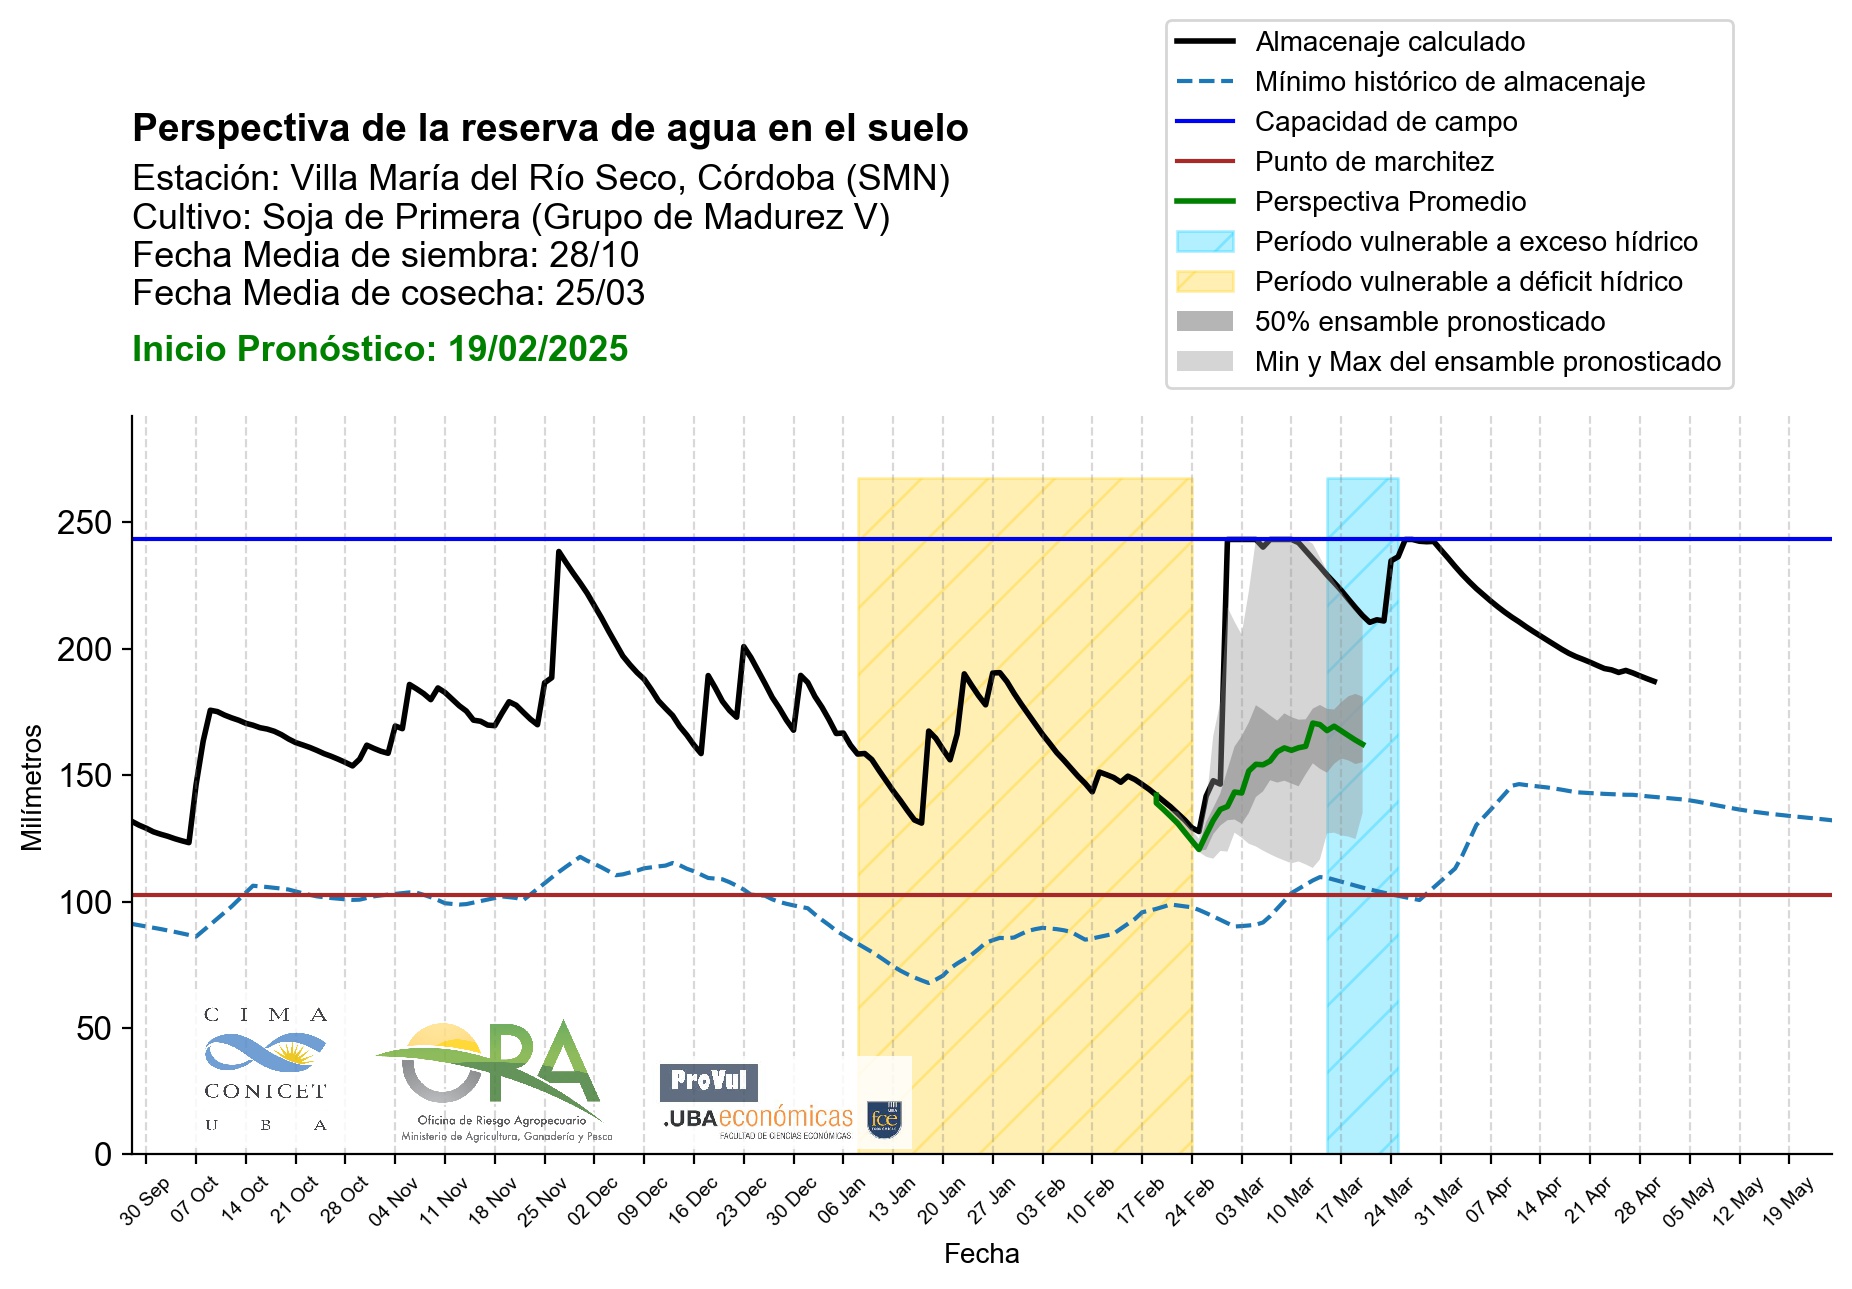 Almacenaje calculado
Mínimo histórico de almacenaje
Capacidad de campo
Punto de marchitez
Perspectiva Promedio
Período vulnerable a exceso hídrico
Período vulnerable a déficit hídrico
50% ensamble pronosticado
Min y Max del ensamble pronosticado
Perspectiva de la reserva de agua en el suelo
Estación: Villa María del Río Seco, Córdoba (SMN)
Cultivo: Soja de Primera (Grupo de Madurez V)
Fecha Media de siembra: 28/10
Fecha Media de cosecha: 25/03
Inicio Pronóstico: 19/02/2025
Milímetros
250
200
150
100
50
0
CIMA
CONICET
UBA
ORA
Oficina de Riesgo Agropecuario
Ministerio de Agricultura, Ganadería y Pesca
ProVul
.UBAeconómicas
FACULTAD DE CIENCIAS ECONÓMICAS
fce
30 Sep
07 Oct
14 Oct
21 Oct
28 Oct
04 Nov
11 Nov
18 Nov
25 Nov
02 Dec
09 Dec
16 Dec
23 Dec
30 Dec
06 Jan
13 Jan
20 Jan
27 Jan
03 Feb
10 Feb
17 Feb
24 Feb
03 Mar
10 Mar
17 Mar
24 Mar
31 Mar
07 Apr
14 Apr
21 Apr
28 Apr
05 May
12 May
19 May
Fecha